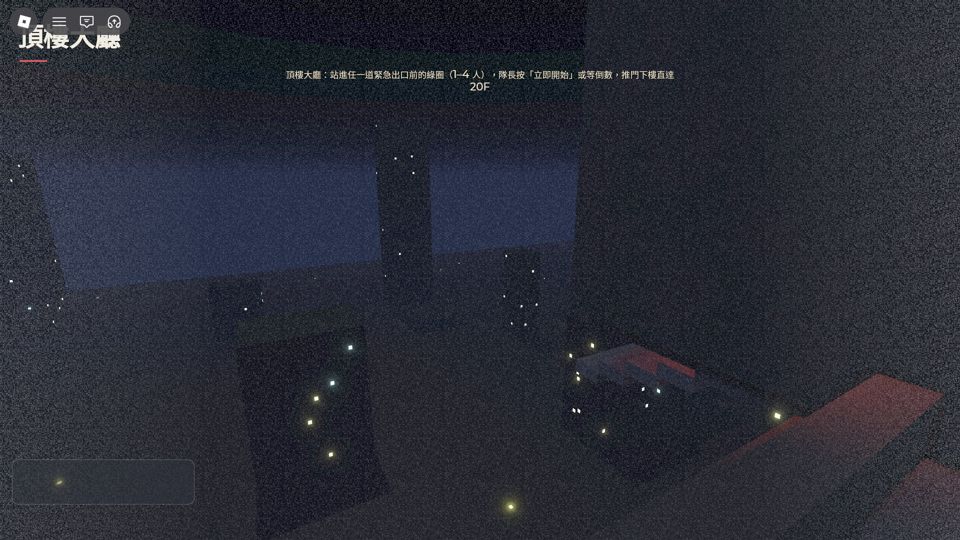 頂樓大廳
頂樓大廳：站進任一道緊急出口前的綠圈（1–4 人），隊長按「立即開始」或等倒數，推門下樓直達
20F